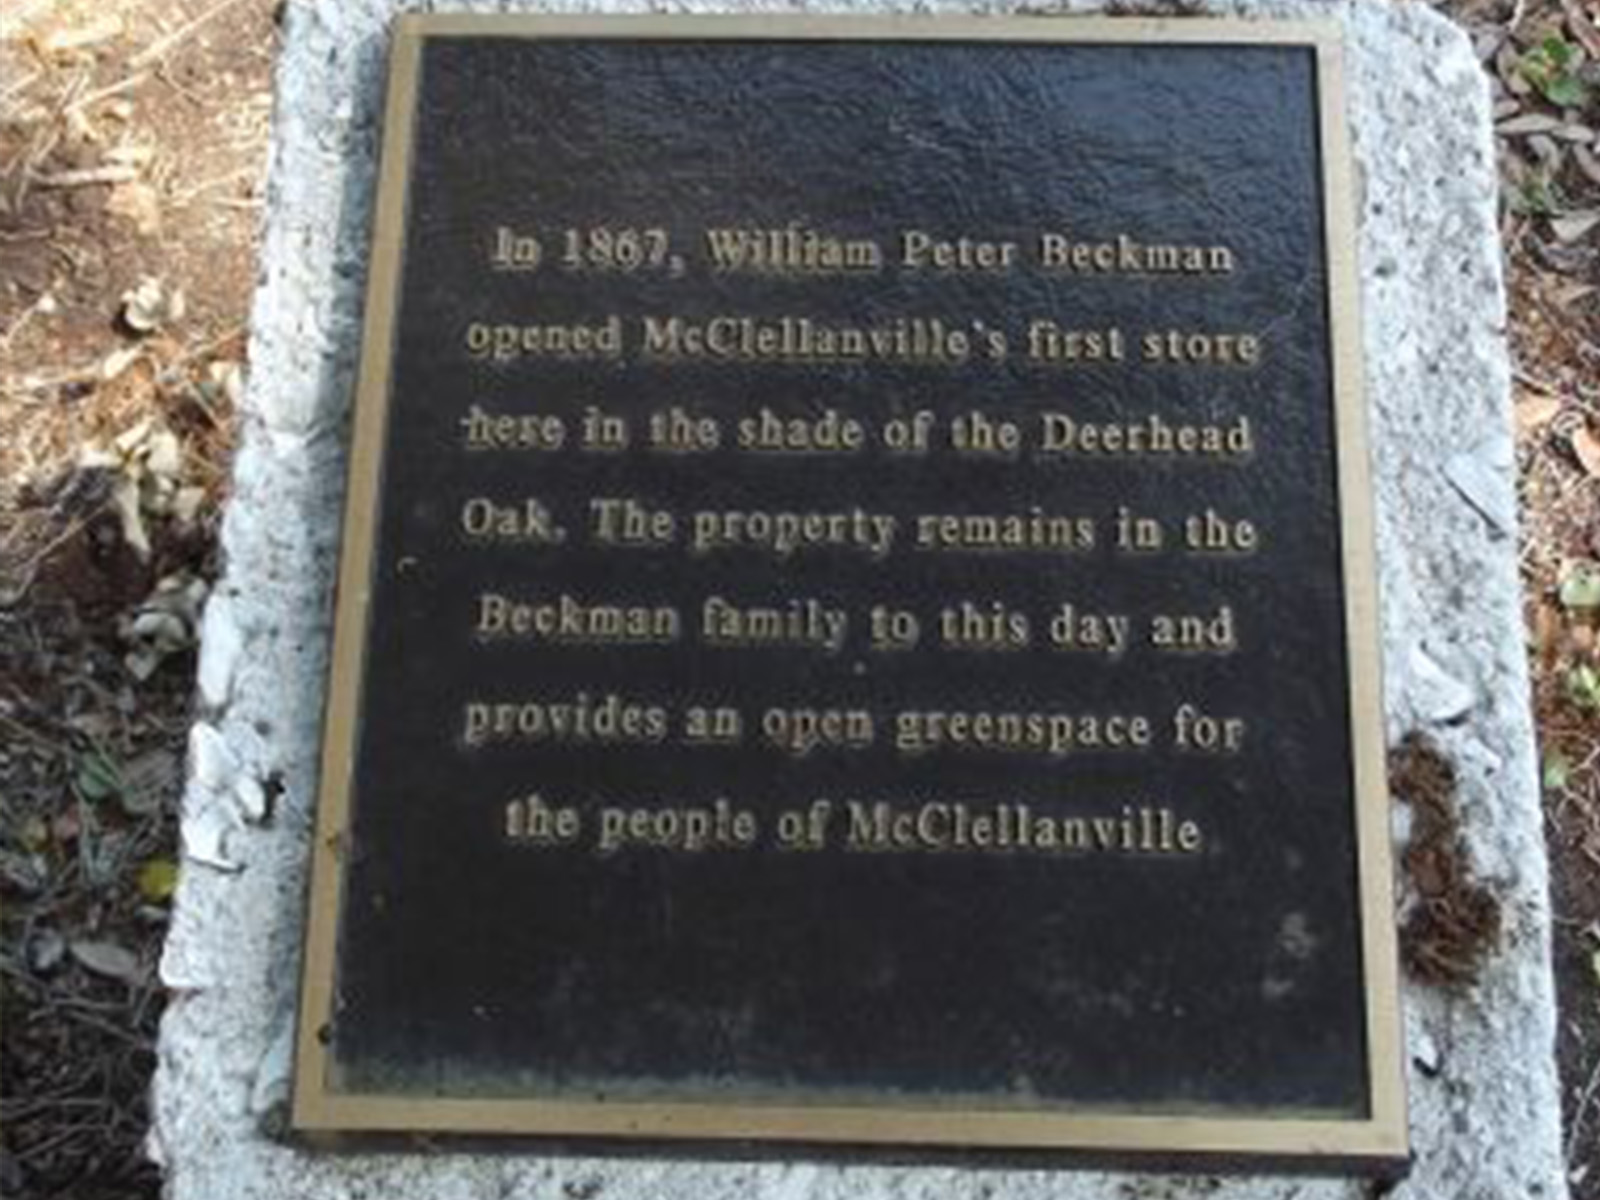 In 1867, William Peter Beckman
opened McClellanville's first store
here in the shade of the Deerhead
Oak. The property remains in the
Beckman family to this day and
provides an open greenspace for
the people of McClellanville